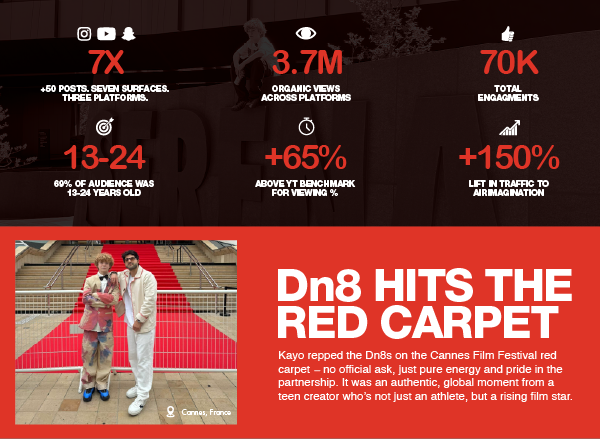 7X
+50 POSTS. SEVEN SURFACES.
THREE PLATFORMS.
3.7M
ORGANIC VIEWS
ACROSS PLATFORMS
70K
TOTAL
ENGAGMENTS
13-24
69% OF AUDIENCE WAS
13-24 YEARS OLD
+65%
ABOVE YT BENCHMARK
FOR VIEWING %
+150%
LIFT IN TRAFFIC TO
AIRIMAGINATION
Dn8 HITS THE
RED CARPET
Kayo repped the Dn8s on the Cannes Film Festival red
carpet – no official ask, just pure energy and pride in the
partnership. It was an authentic, global moment from a
teen creator who's not just an athlete, but a rising film star.
Cannes, France